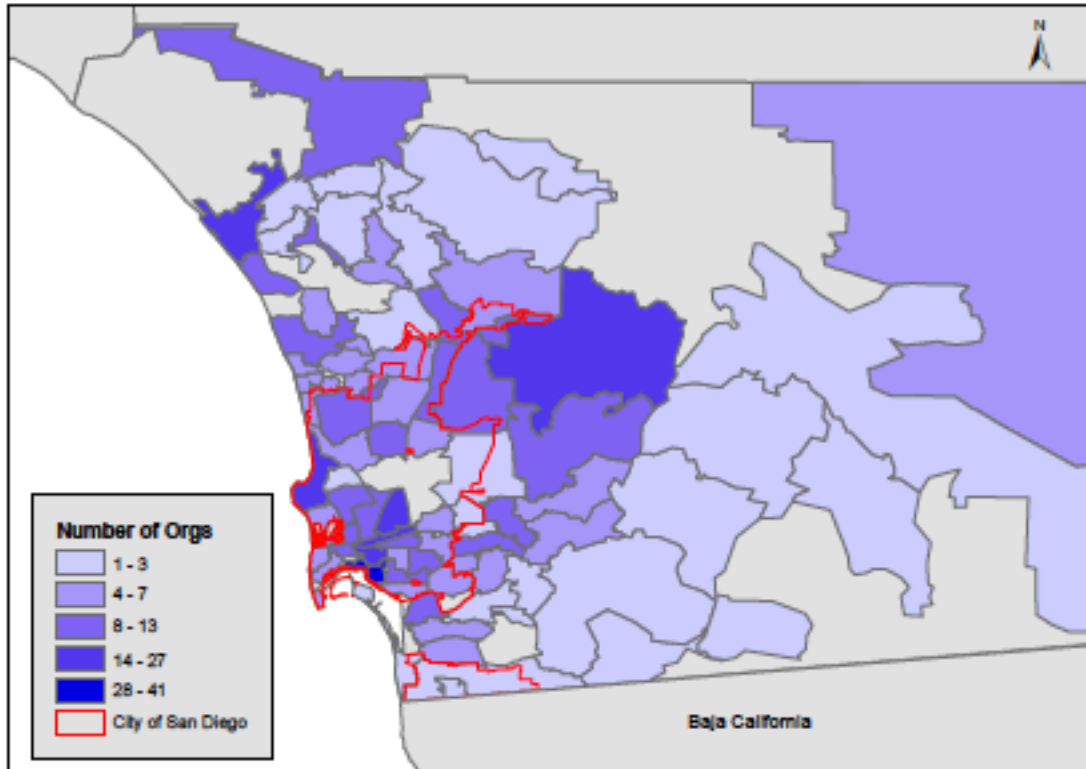 N
Number of Orgs
1 - 3
4 - 7
8 - 13
14 - 27
28 - 41
City of San Diego
Baja California